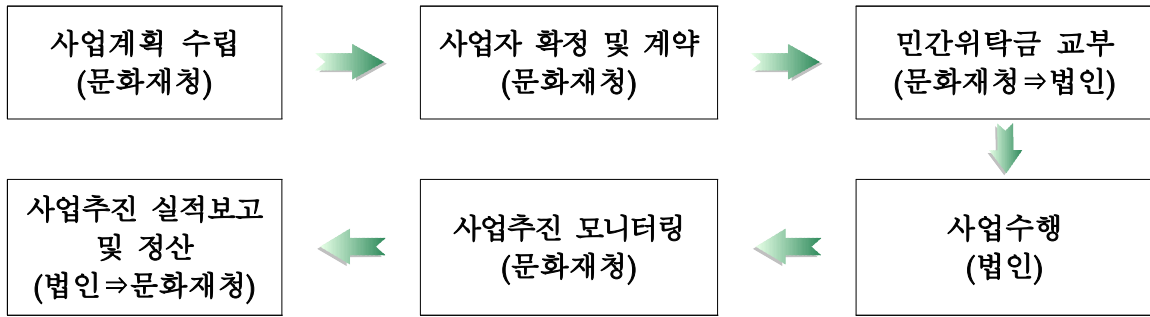 사업계획 수립
(문화재청)
사업자 확정 및 계약
(문화재청)
민간위탁금 교부
(문화재청⇒법인)
사업수행
(법인)
사업추진 모니터링
(문화재청)
사업추진 실적보고
및 정산
(법인⇒문화재청)